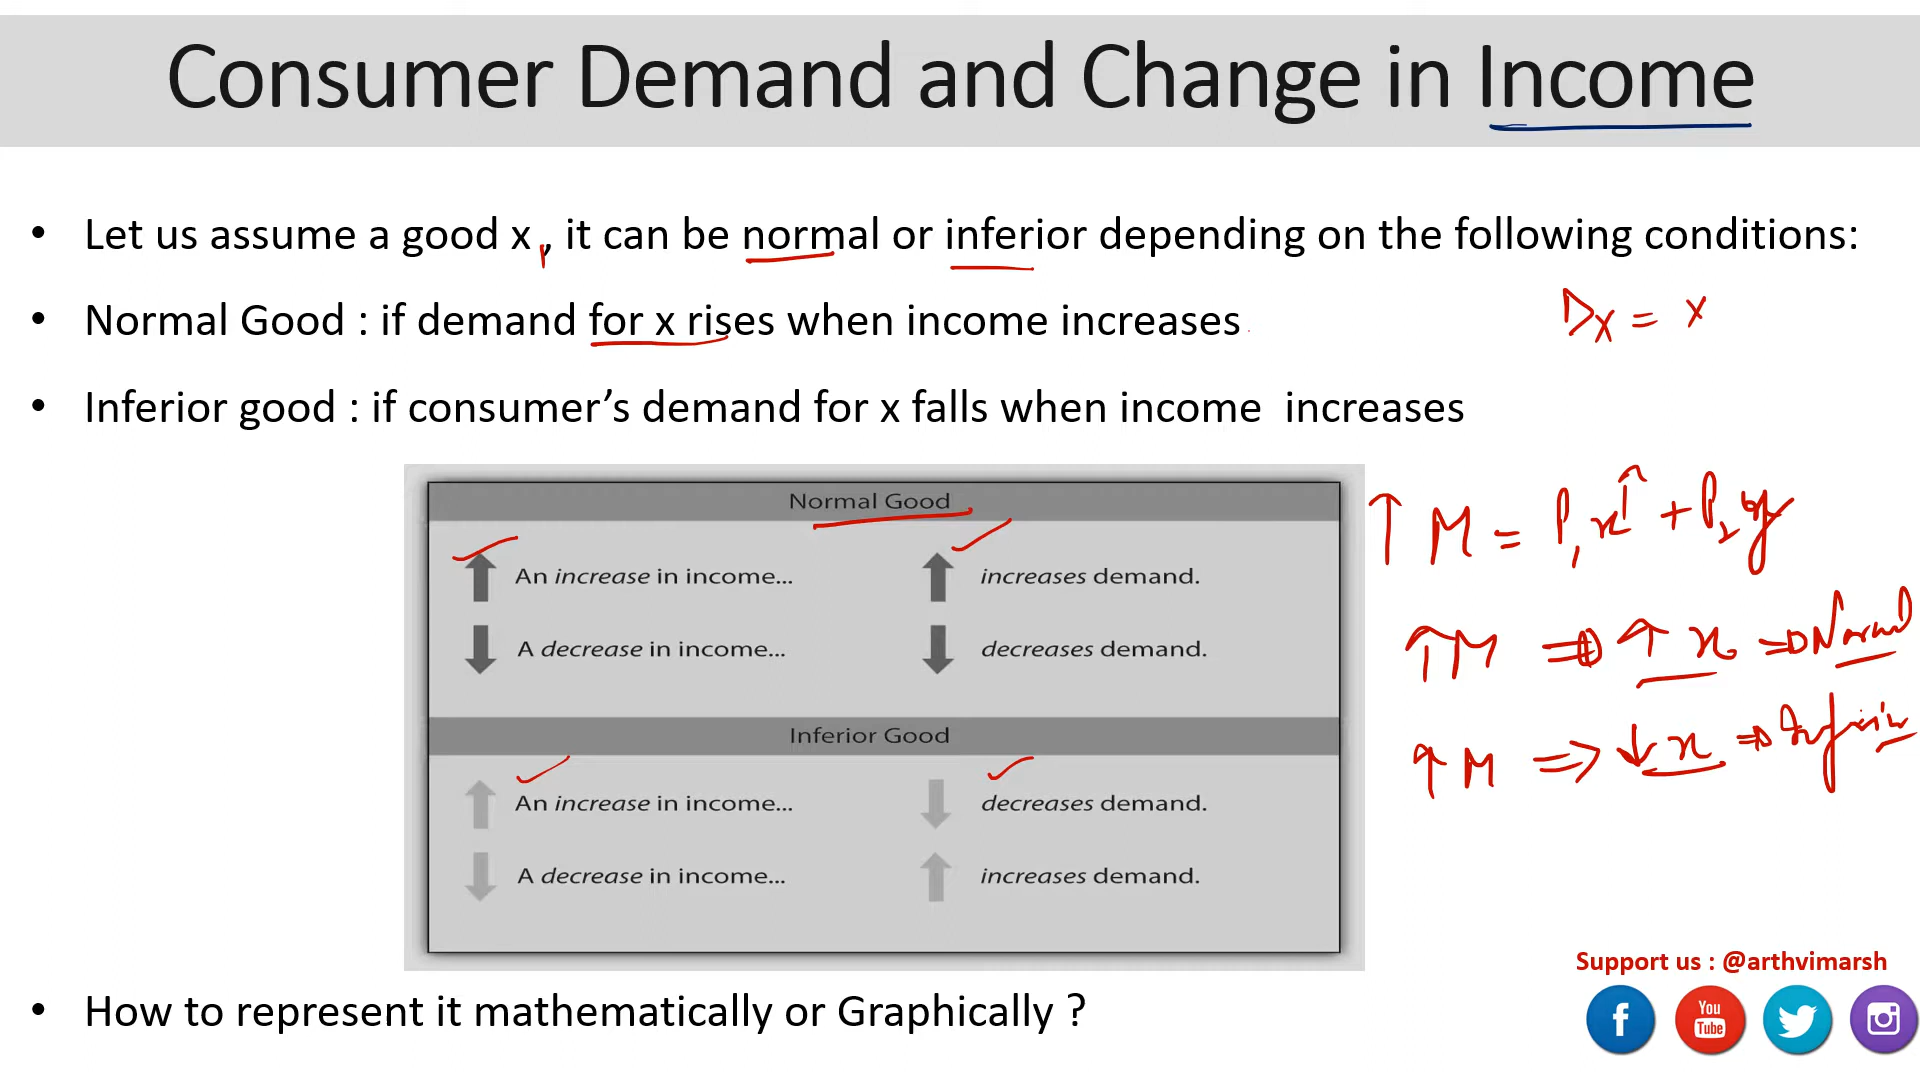 Consumer Demand and Change in Income
• Let us assume a good x , it can be normal or inferior depending on the following conditions:
• Normal Good : if demand for x rises when income increases
Dx = x
• Inferior good : if consumer’s demand for x falls when income increases
Normal Good
An increase in income... increases demand.
A decrease in income... decreases demand.
Inferior Good
An increase in income... decreases demand.
A decrease in income... increases demand.
↑ M = P₁x↑ + P₂y
↑M ⇒ ↑ x ⇒ Normal
↑ M ⇒ ↓ x ⇒ Inferior
Support us : @arthvimarsh
f
You
Tube
• How to represent it mathematically or Graphically ?